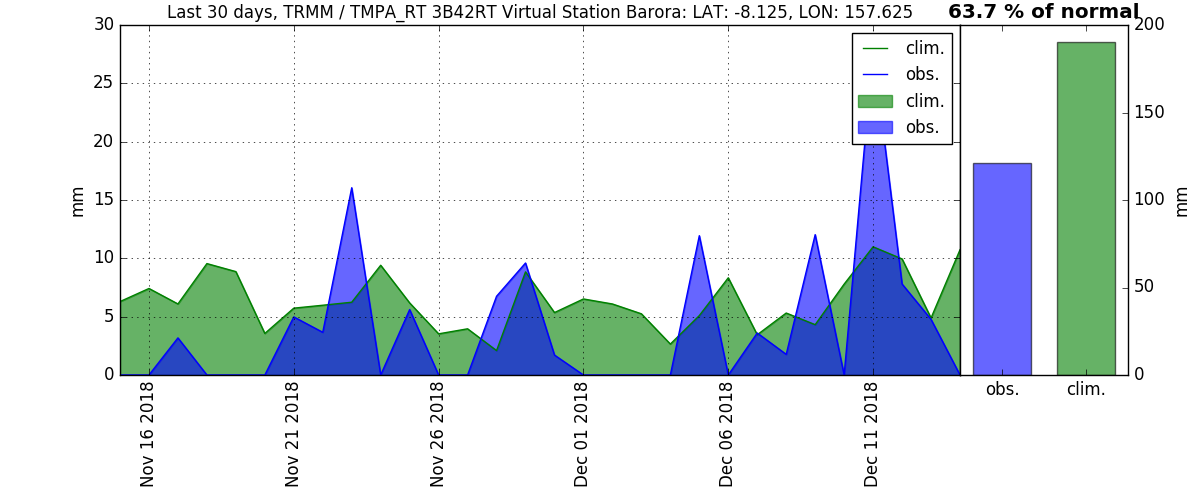 Last 30 days, TRMM / TMPA_RT 3B42RT Virtual Station Barora: LAT: -8.125, LON: 157.625
63.7 % of normal
30
25
20
15
10
5
0
mm
clim.
obs.
clim.
obs.
200
150
100
50
0
mm
Nov 16 2018
Nov 21 2018
Nov 26 2018
Dec 01 2018
Dec 06 2018
Dec 11 2018
obs.
clim.